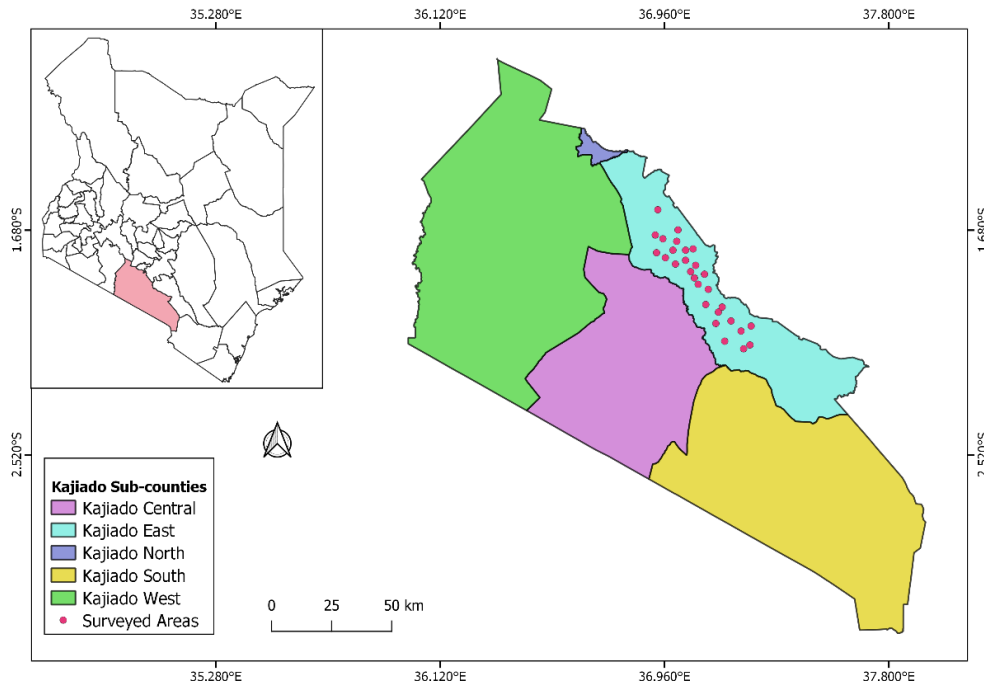 35.280°E 36.120°E 36.960°E 37.800°E
1.680°S 1.680°S
2.520°S 2.520°S
Kajiado Sub-counties
Kajiado Central
Kajiado East
Kajiado North
Kajiado South
Kajiado West
Surveyed Areas
0 25 50 km
35.280°E 36.120°E 36.960°E 37.800°E